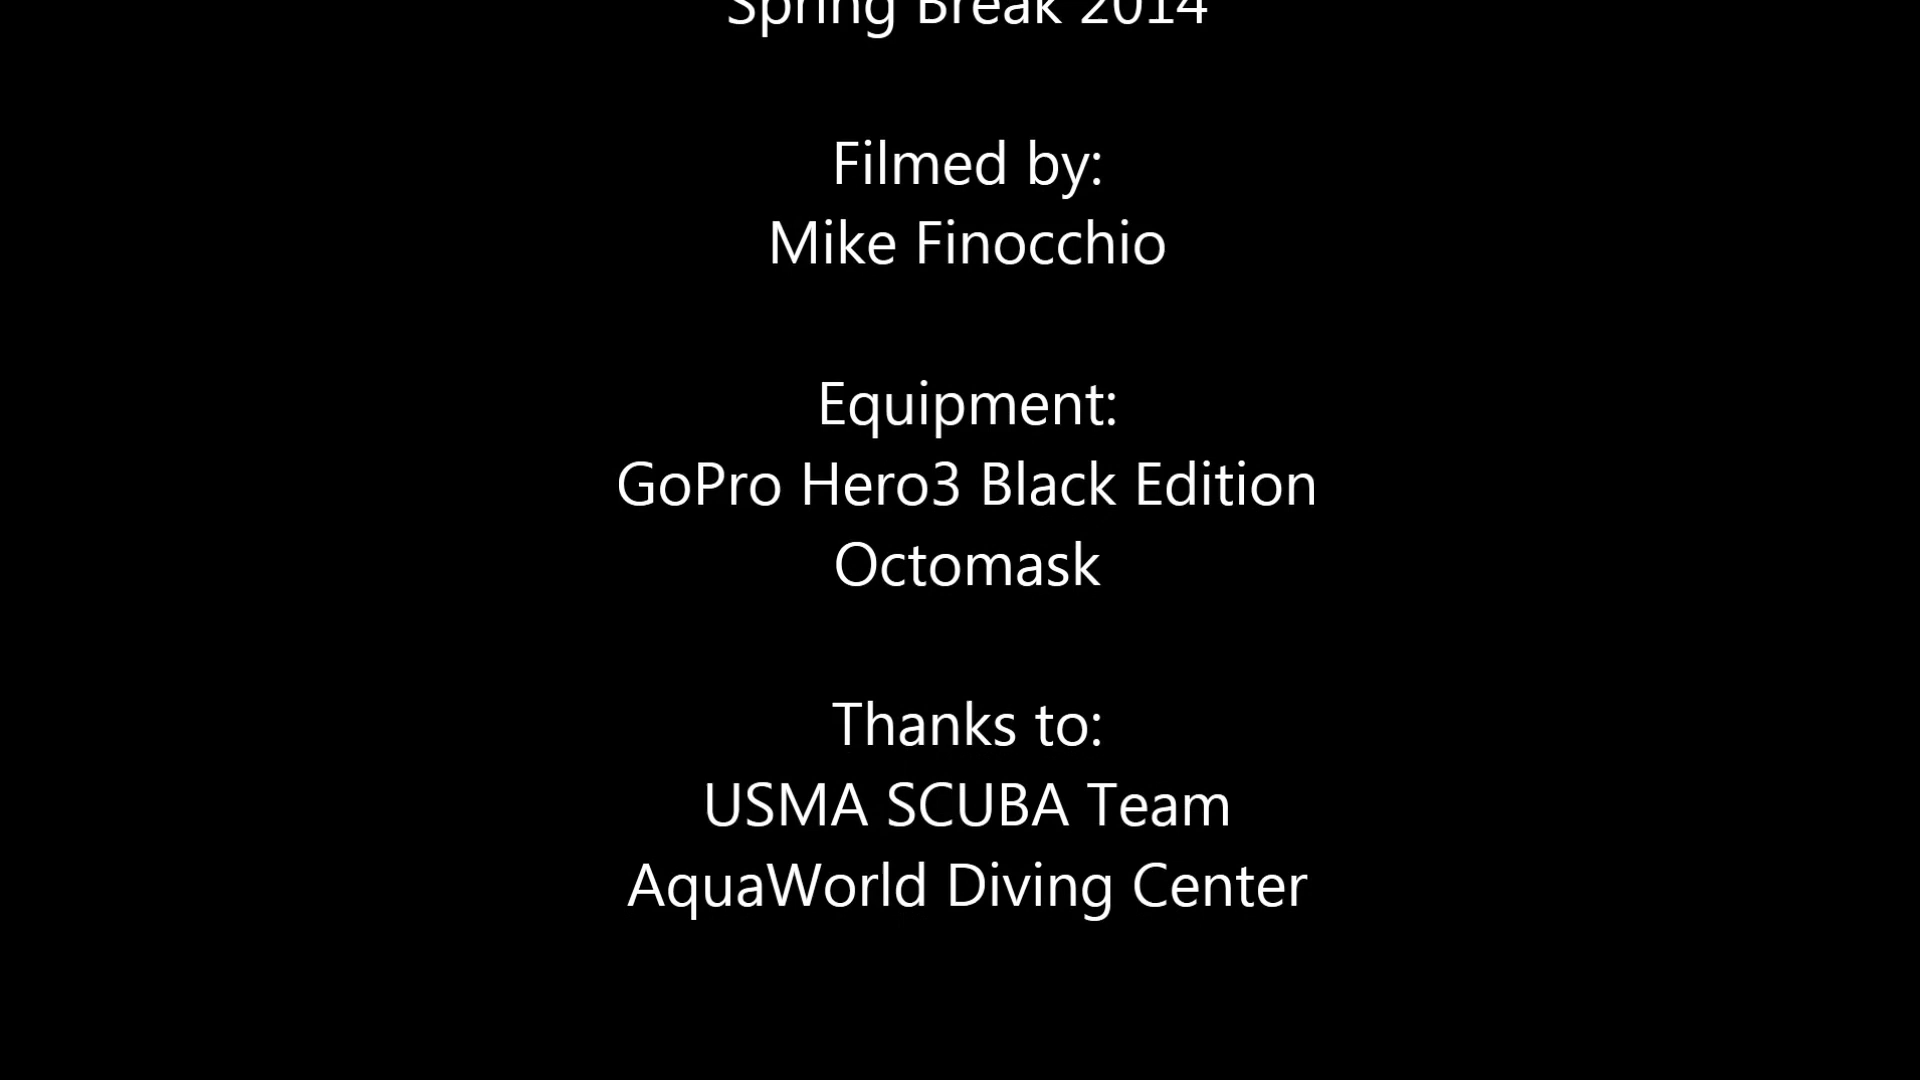 Spring Break 2014
Filmed by:
Mike Finocchio
Equipment:
GoPro Hero3 Black Edition
Octomask
Thanks to:
USMA SCUBA Team
AquaWorld Diving Center